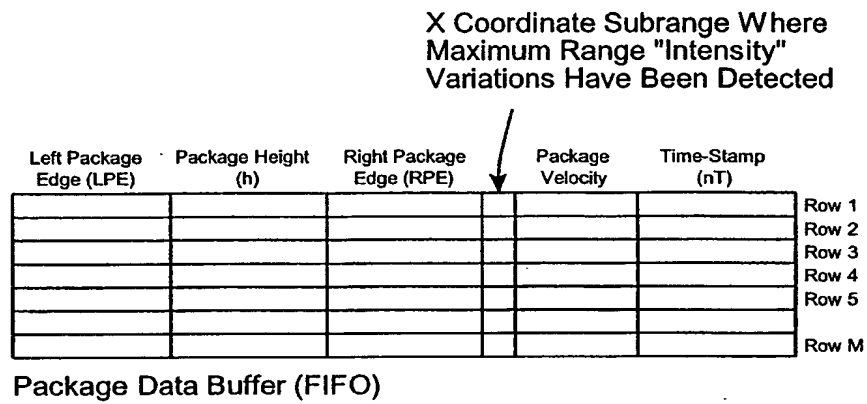 X Coordinate Subrange Where
Maximum Range "Intensity"
Variations Have Been Detected
Left Package
Edge (LPE)
Package Height
(h)
Right Package
Edge (RPE)
Package
Velocity
Time-Stamp
(nT)
Row 1
Row 2
Row 3
Row 4
Row 5
Row M
Package Data Buffer (FIFO)